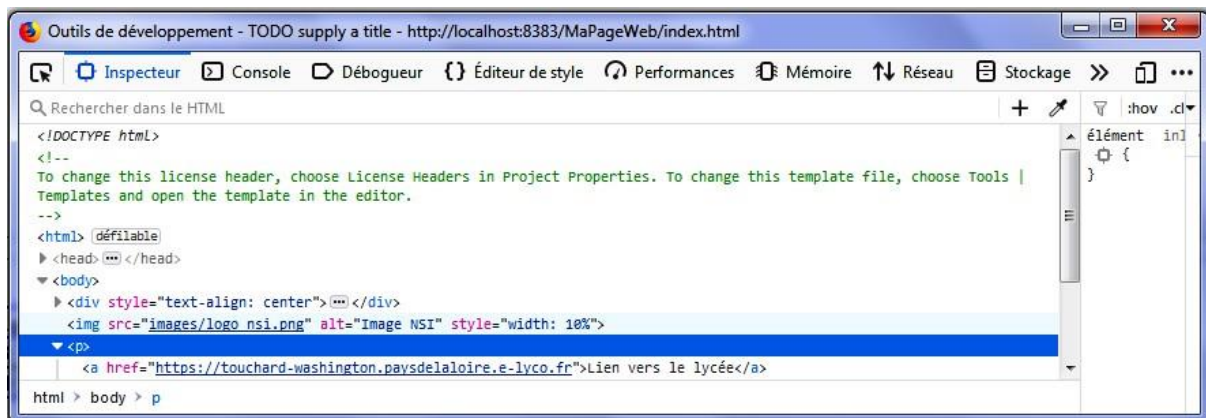 Outils de développement - TODO supply a title - http://localhost:8383/MaPageWeb/index.html
Inspecteur Console Débogueur {} Éditeur de style Performances Mémoire Réseau Stockage
Rechercher dans le HTML
:hov .cl
<!DOCTYPE html>
élément inl
<!--
{
To change this license header, choose License Headers in Project Properties. To change this template file, choose Tools |
}
Templates and open the template in the editor.
-->
<html> défilable
<head> ••• </head>
<body>
<div style="text-align: center"> ••• </div>
<img src="images/logo nsi.png" alt="Image NSI" style="width: 10%">
<p>
<a href="https://touchard-washington.paysdelaloire.e-lyco.fr">Lien vers le lycée</a>
html > body > p